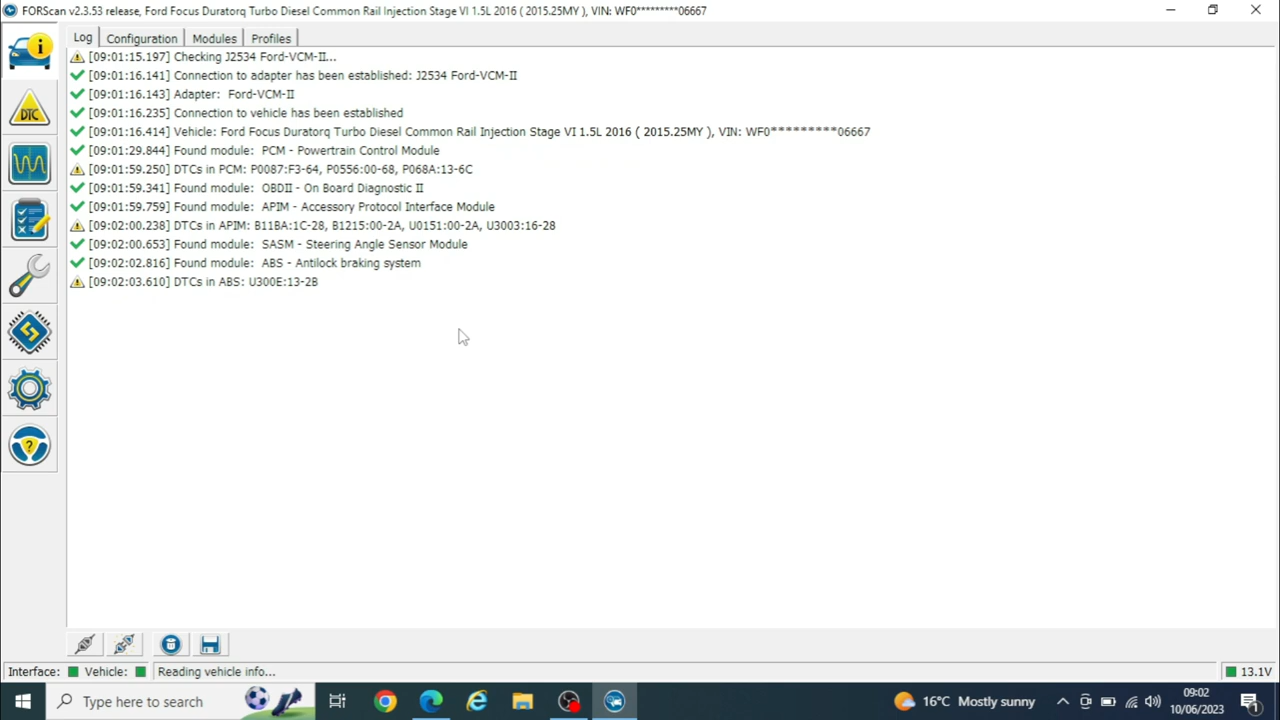 FORScan v2.3.53 release, Ford Focus Duratorq Turbo Diesel Common Rail Injection Stage VI 1.5L 2016 ( 2015.25MY ), VIN: WF0*********06667
Log Configuration Modules Profiles
[09:01:15.197] Checking J2534 Ford-VCM-II...
[09:01:16.141] Connection to adapter has been established: J2534 Ford-VCM-II
[09:01:16.143] Adapter: Ford-VCM-II
[09:01:16.235] Connection to vehicle has been established
[09:01:16.414] Vehicle: Ford Focus Duratorq Turbo Diesel Common Rail Injection Stage VI 1.5L 2016 ( 2015.25MY ), VIN: WF0*********06667
[09:01:29.844] Found module: PCM - Powertrain Control Module
DTC
[09:01:59.250] DTCs in PCM: P0087:F3-64, P0556:00-68, P068A:13-6C
[09:01:59.341] Found module: OBDII - On Board Diagnostic II
[09:01:59.759] Found module: APIM - Accessory Protocol Interface Module
[09:02:00.238] DTCs in APIM: B11BA:1C-28, B1215:00-2A, U0151:00-2A, U3003:16-28
[09:02:00.653] Found module: SASM - Steering Angle Sensor Module
[09:02:02.816] Found module: ABS - Antilock braking system
[09:02:03.610] DTCs in ABS: U300E:13-2B
Interface: Vehicle: Reading vehicle info... 13.1V
Type here to search 16°C Mostly sunny 09:02
10/06/2023 1